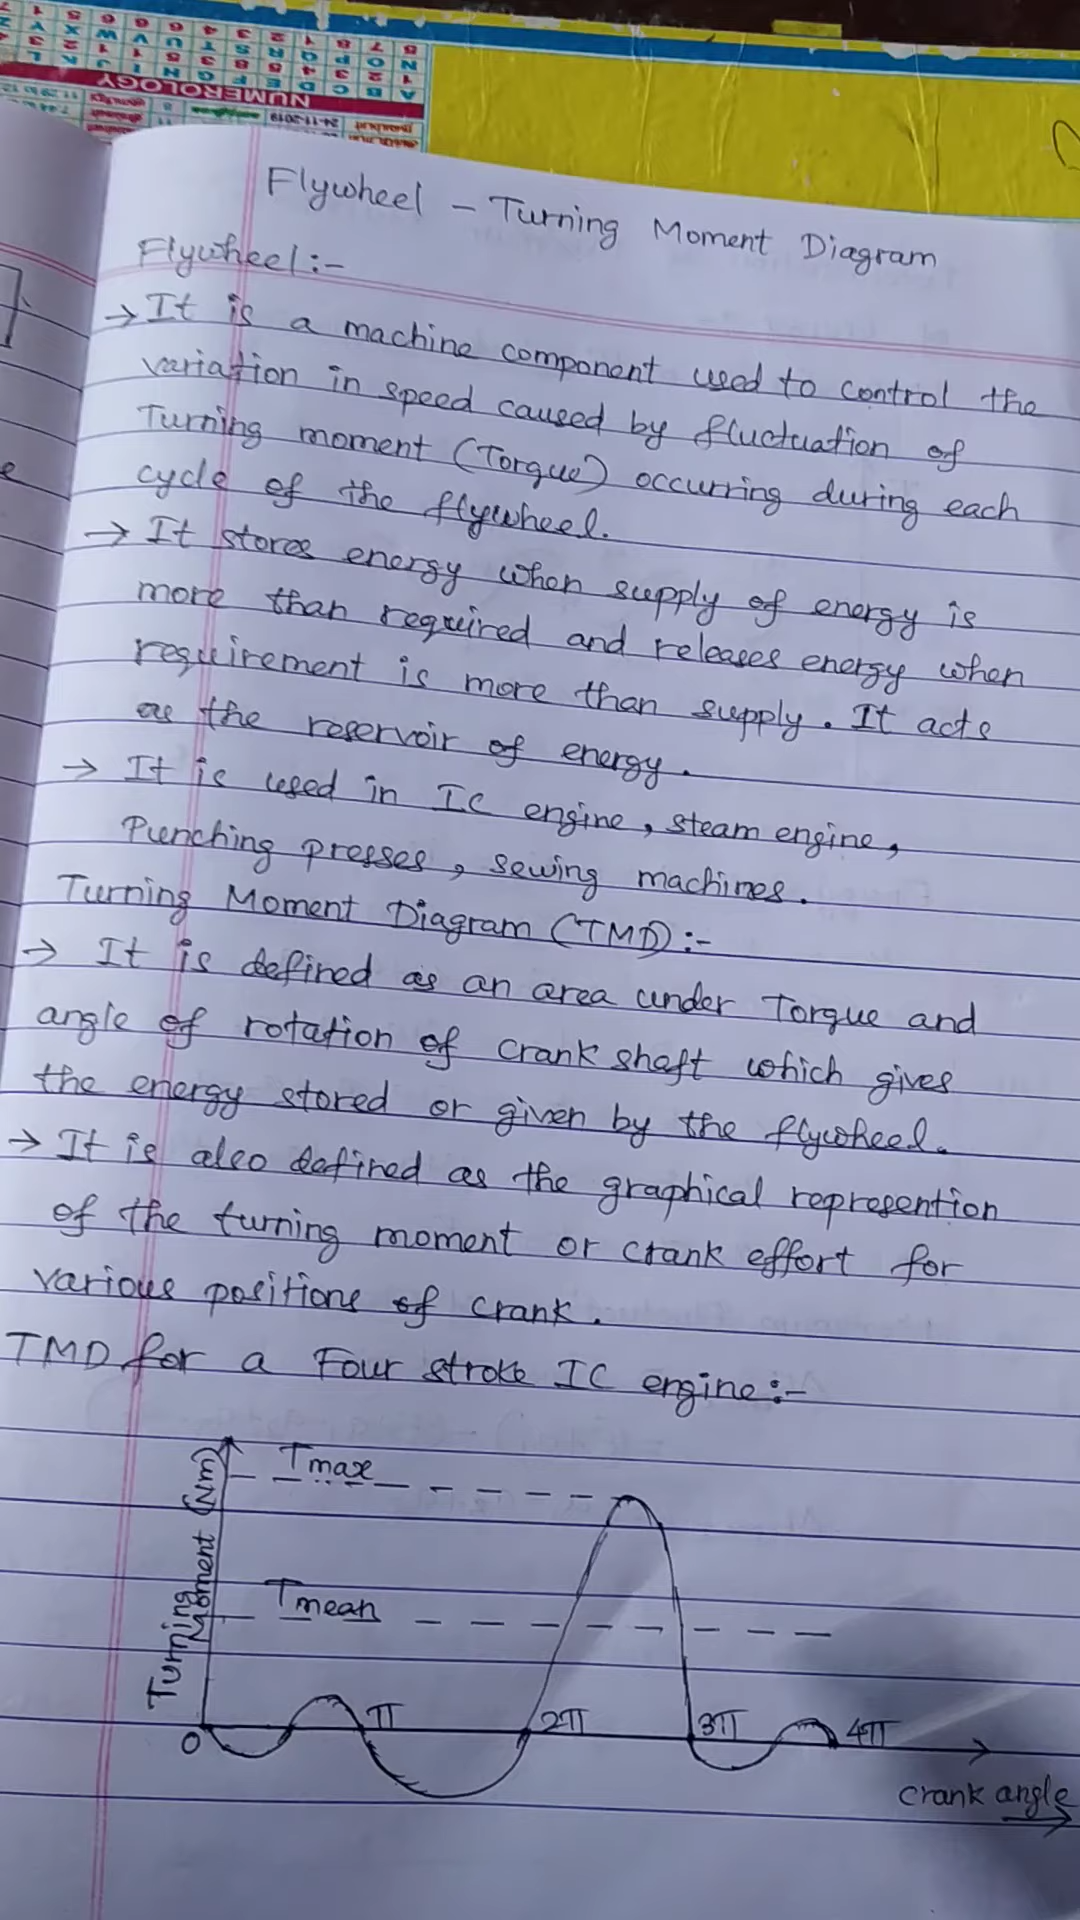 NUMEROLOGY
24-11-2019
Flywheel - Turning Moment Diagram
Flywheel:-
→ It is a machine component used to control the
variation in speed caused by fluctuation of
Turning moment (Torque) occurring during each
cycle of the flywheel.
→ It stores energy when supply of energy is
more than required and releases energy when
requirement is more than supply. It acts
as the reservoir of energy.
→ It is used in IC engine, steam engine,
Punching presses, sewing machines.
Turning Moment Diagram (TMD):-
→ It is defined as an area under Torque and
angle of rotation of crank shaft which gives
the energy stored or given by the flywheel.
→ It is also defined as the graphical represention
of the turning moment or crank effort for
various positions of crank.
TMD for a Four stroke IC engine:-
Turning Moment (Nm)
Tmax
Tmean
0 π 2π 3π 4π
crank angle